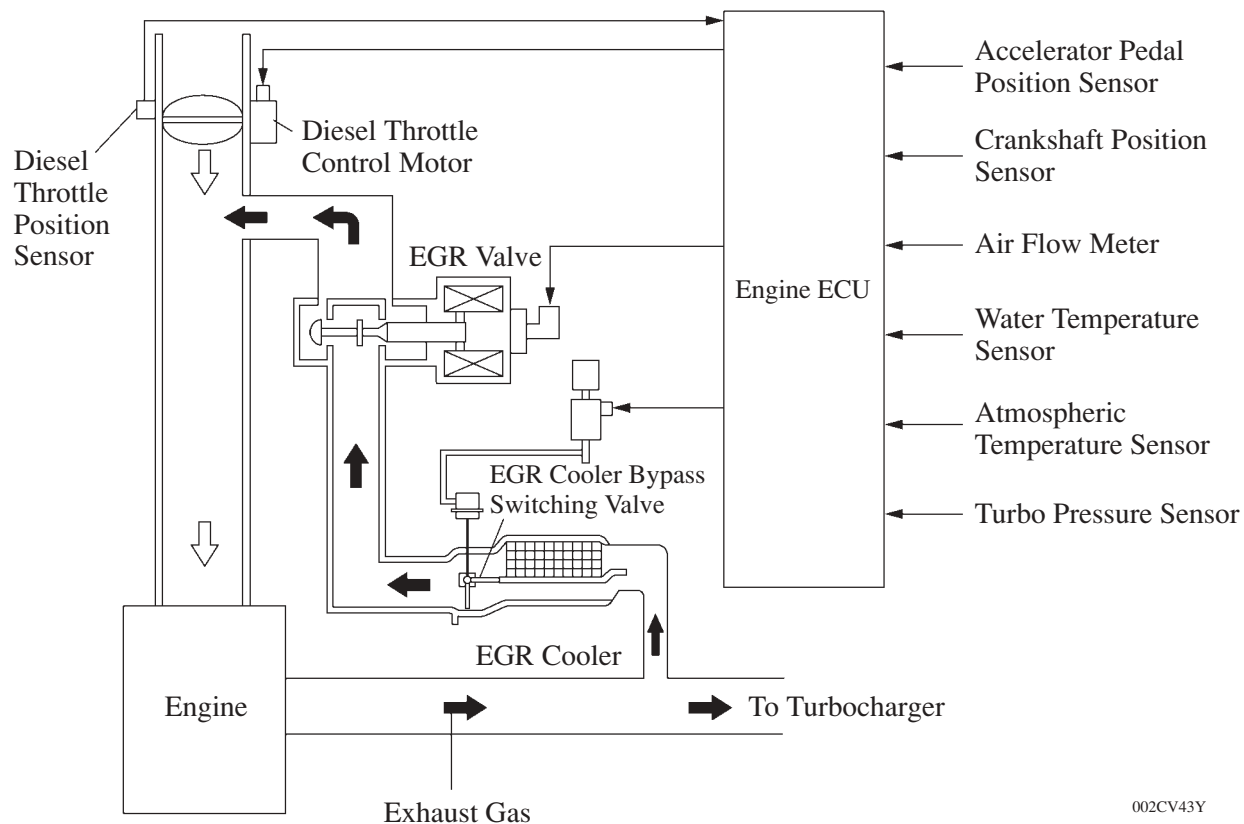 Diesel
Throttle
Position
Sensor
Diesel Throttle
Control Motor
EGR Valve
EGR Cooler Bypass
Switching Valve
EGR Cooler
Engine
To Turbocharger
Exhaust Gas
Engine ECU
Accelerator Pedal
Position Sensor
Crankshaft Position
Sensor
Air Flow Meter
Water Temperature
Sensor
Atmospheric
Temperature Sensor
Turbo Pressure Sensor
002CV43Y